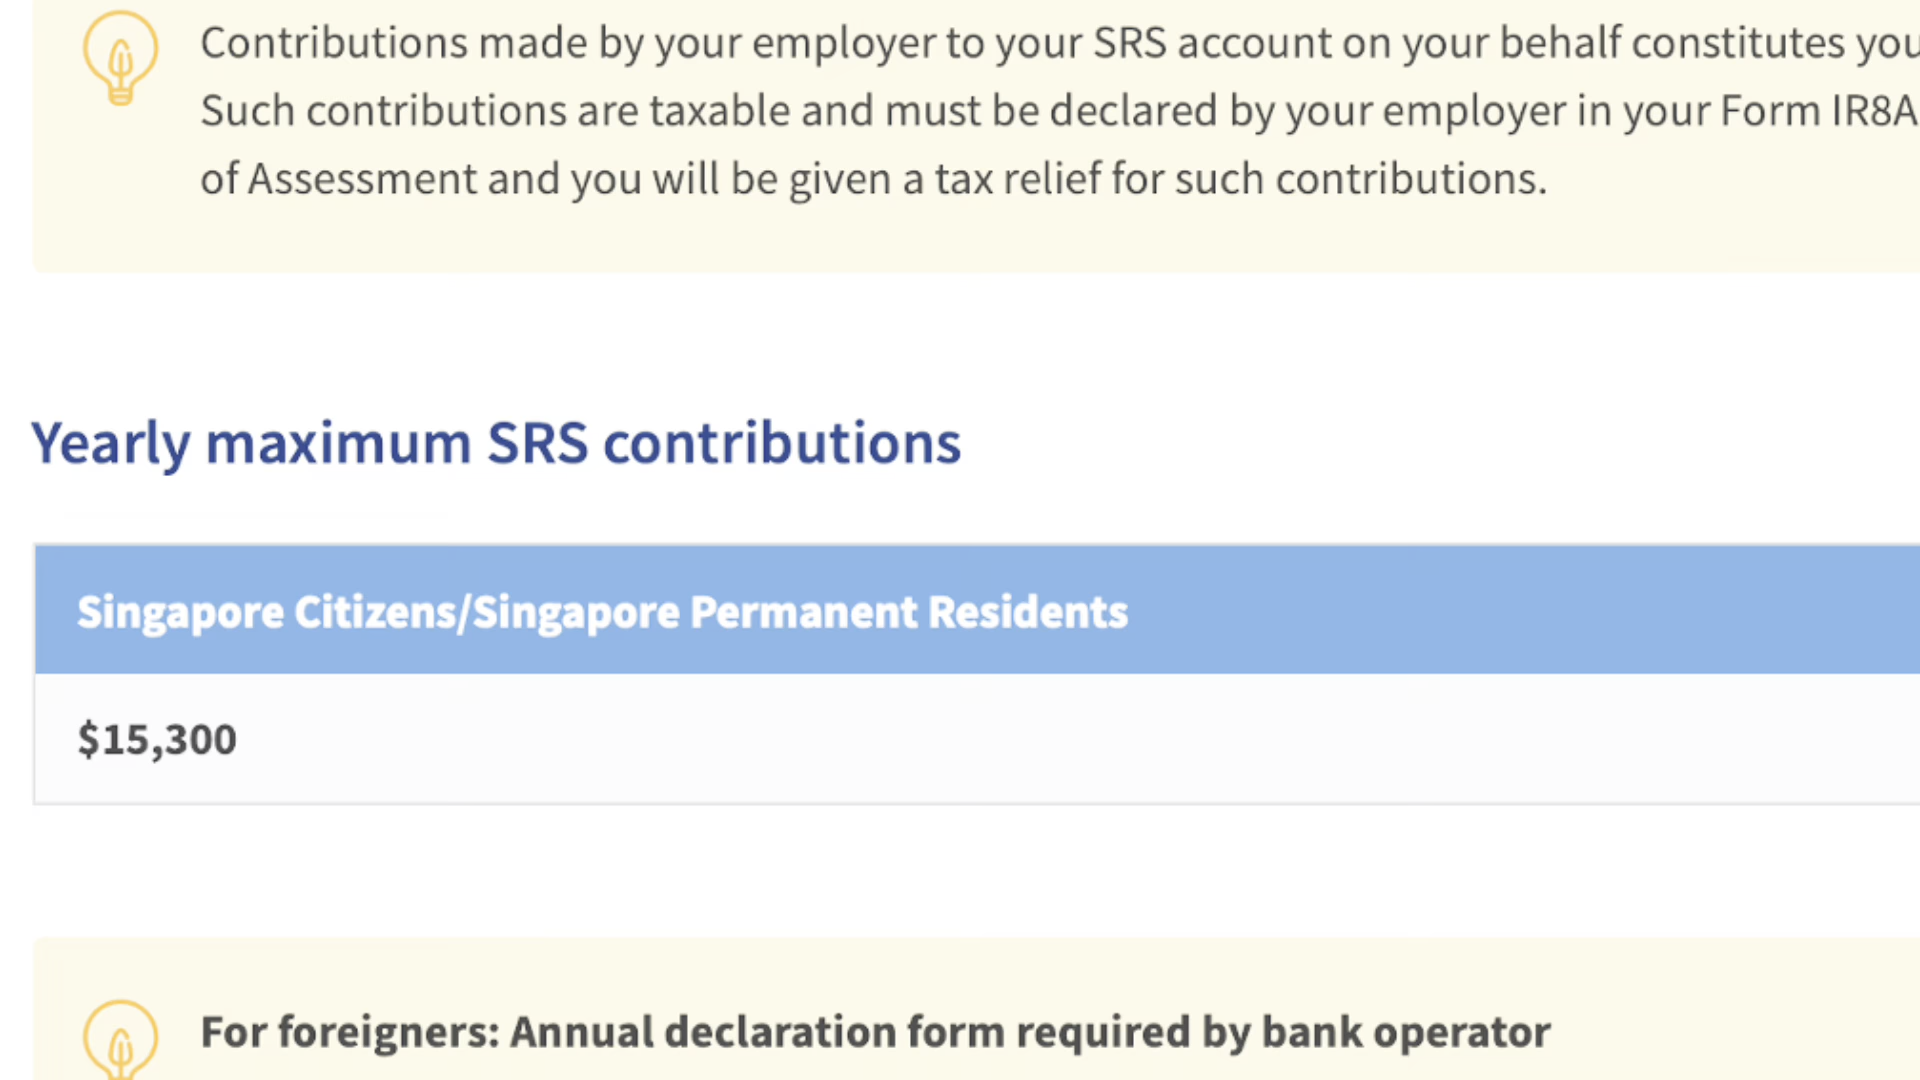 Contributions made by your employer to your SRS account on your behalf constitutes
Such contributions are taxable and must be declared by your employer in your Form IR8A
of Assessment and you will be given a tax relief for such contributions.
Yearly maximum SRS contributions
Singapore Citizens/Singapore Permanent Residents
$15,300
For foreigners: Annual declaration form required by bank operator